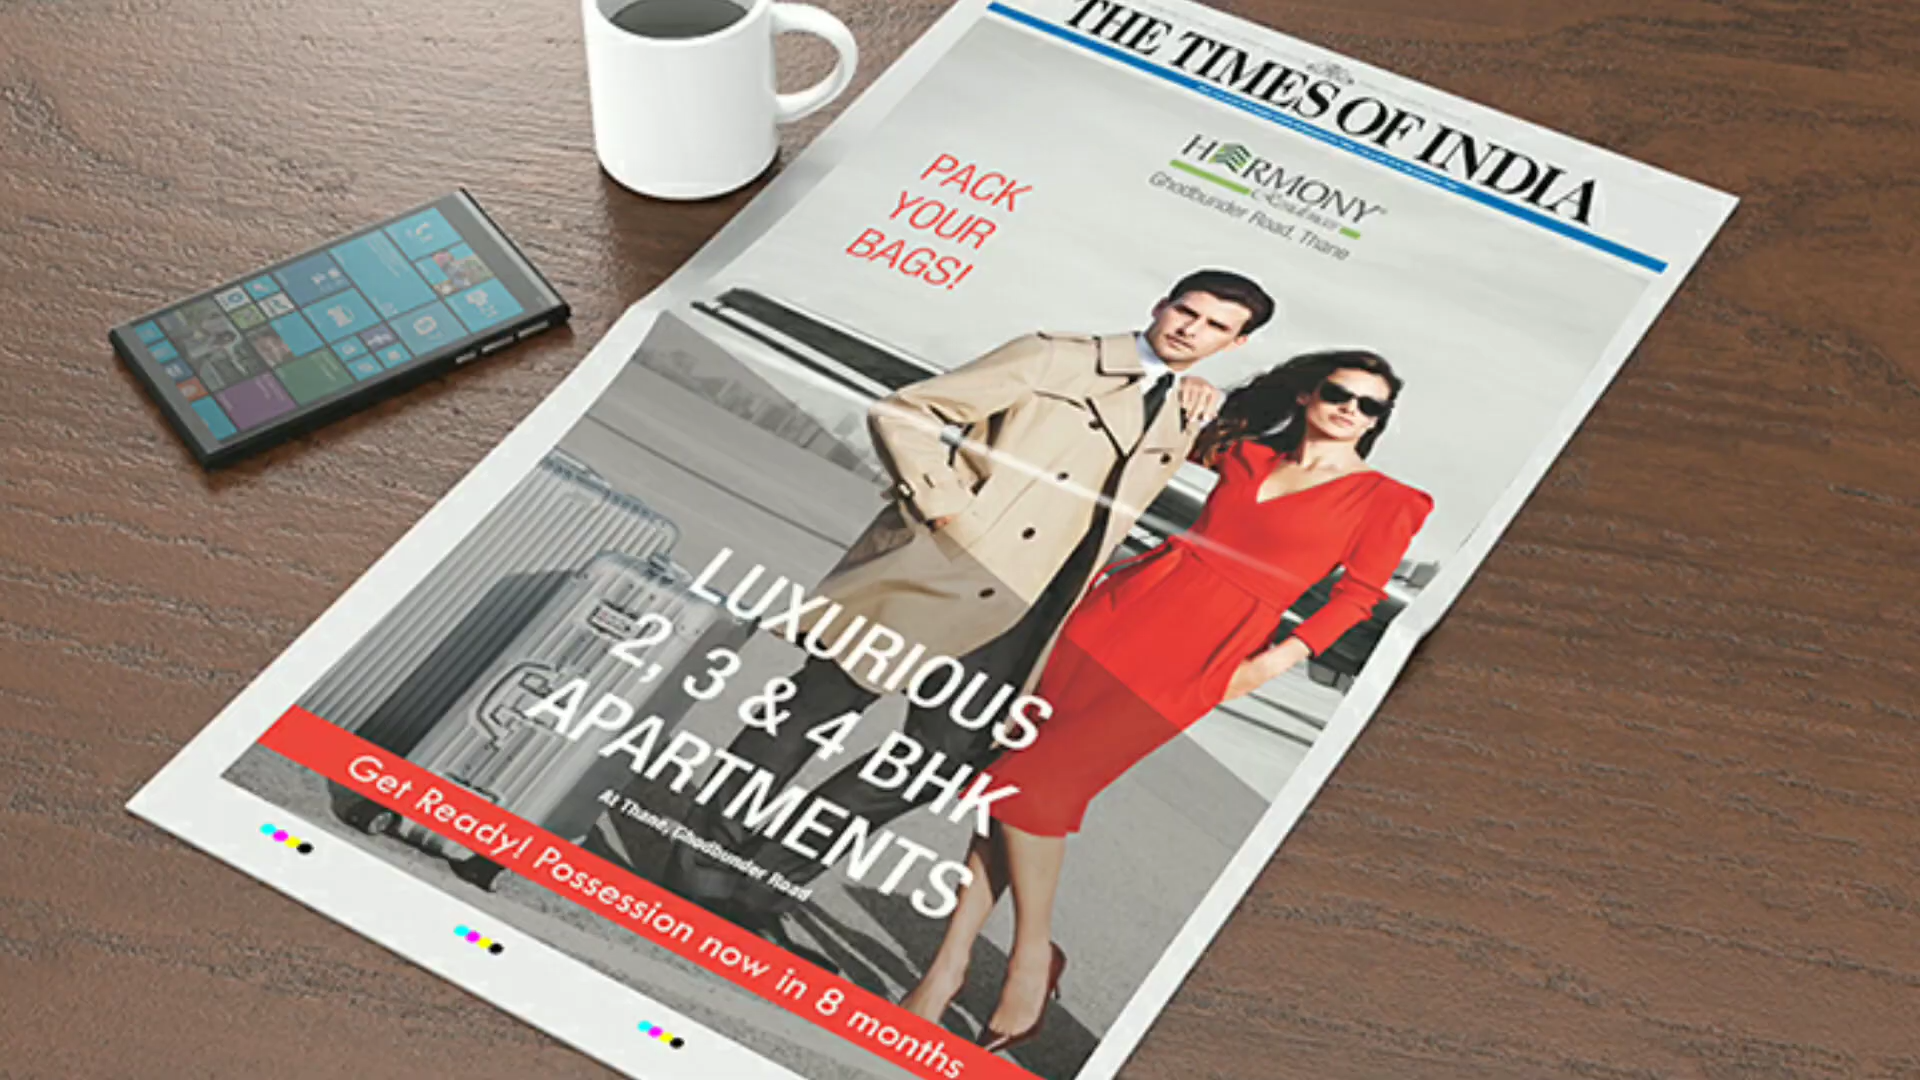 THE TIMES OF INDIA
HARMONY
Ghodbunder Road, Thane
PACK
YOUR
BAGS!
LUXURIOUS
2, 3 & 4 BHK
APARTMENTS
At Thane, Ghodbunder Road
Get Ready! Possession now in 8 months